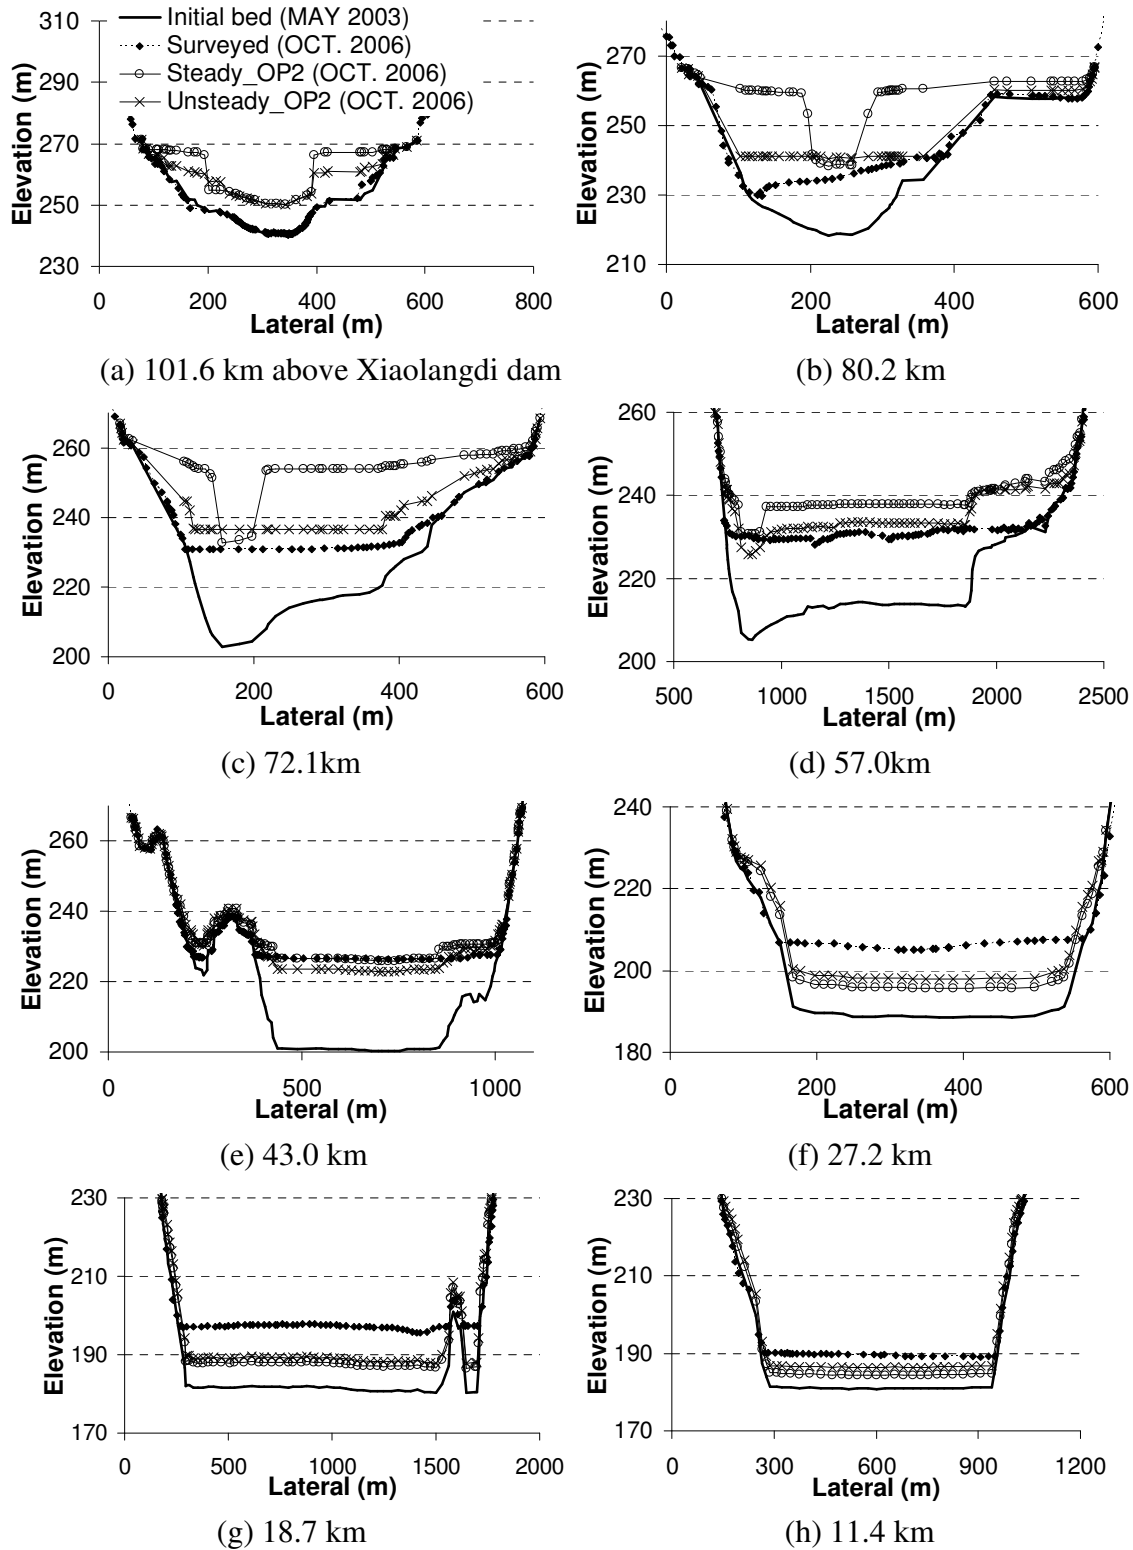 Initial bed (MAY 2003)
Surveyed (OCT. 2006)
Steady_OP2 (OCT. 2006)
Unsteady_OP2 (OCT. 2006)
Elevation (m)
310
290
270
250
230
0 200 400 600 800
Lateral (m)
(a) 101.6 km above Xiaolangdi dam
Elevation (m)
270
250
230
210
0 200 400 600
Lateral (m)
(b) 80.2 km
Elevation (m)
260
240
220
200
0 200 400 600
Lateral (m)
(c) 72.1km
Elevation (m)
260
240
220
200
500 1000 1500 2000 2500
Lateral (m)
(d) 57.0km
Elevation (m)
260
240
220
200
0 500 1000
Lateral (m)
(e) 43.0 km
Elevation (m)
240
220
200
180
0 200 400 600
Lateral (m)
(f) 27.2 km
Elevation (m)
230
210
190
170
0 500 1000 1500 2000
Lateral (m)
(g) 18.7 km
Elevation (m)
230
210
190
170
0 300 600 900 1200
Lateral (m)
(h) 11.4 km